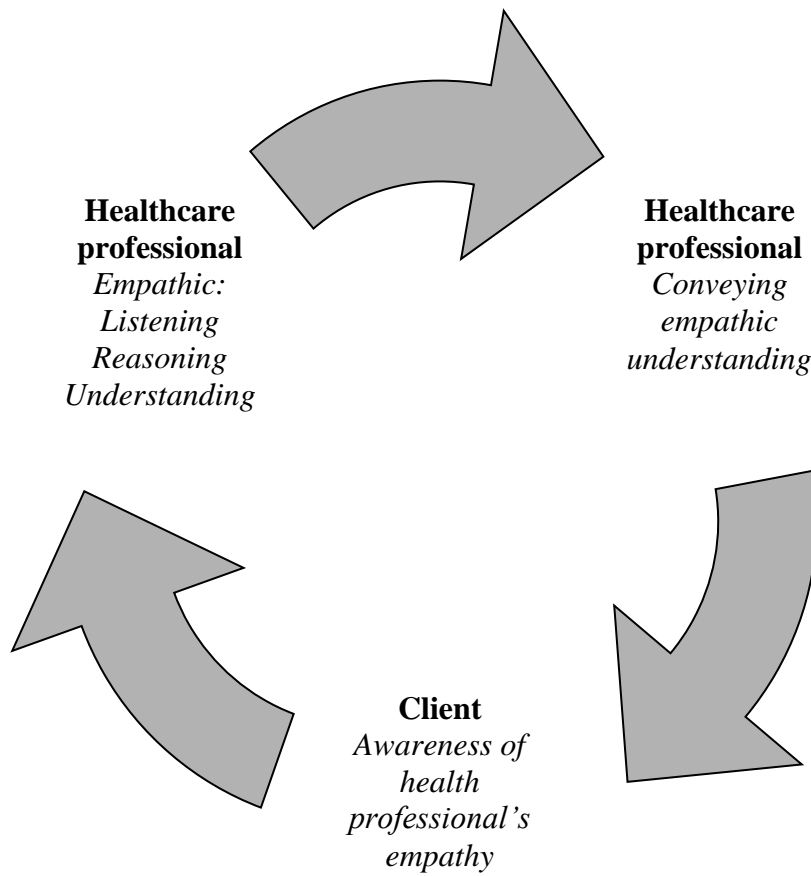 Healthcare
professional
Empathic:
Listening
Reasoning
Understanding
Healthcare
professional
Conveying
empathic
understanding
Client
Awareness of
health
professional’s
empathy